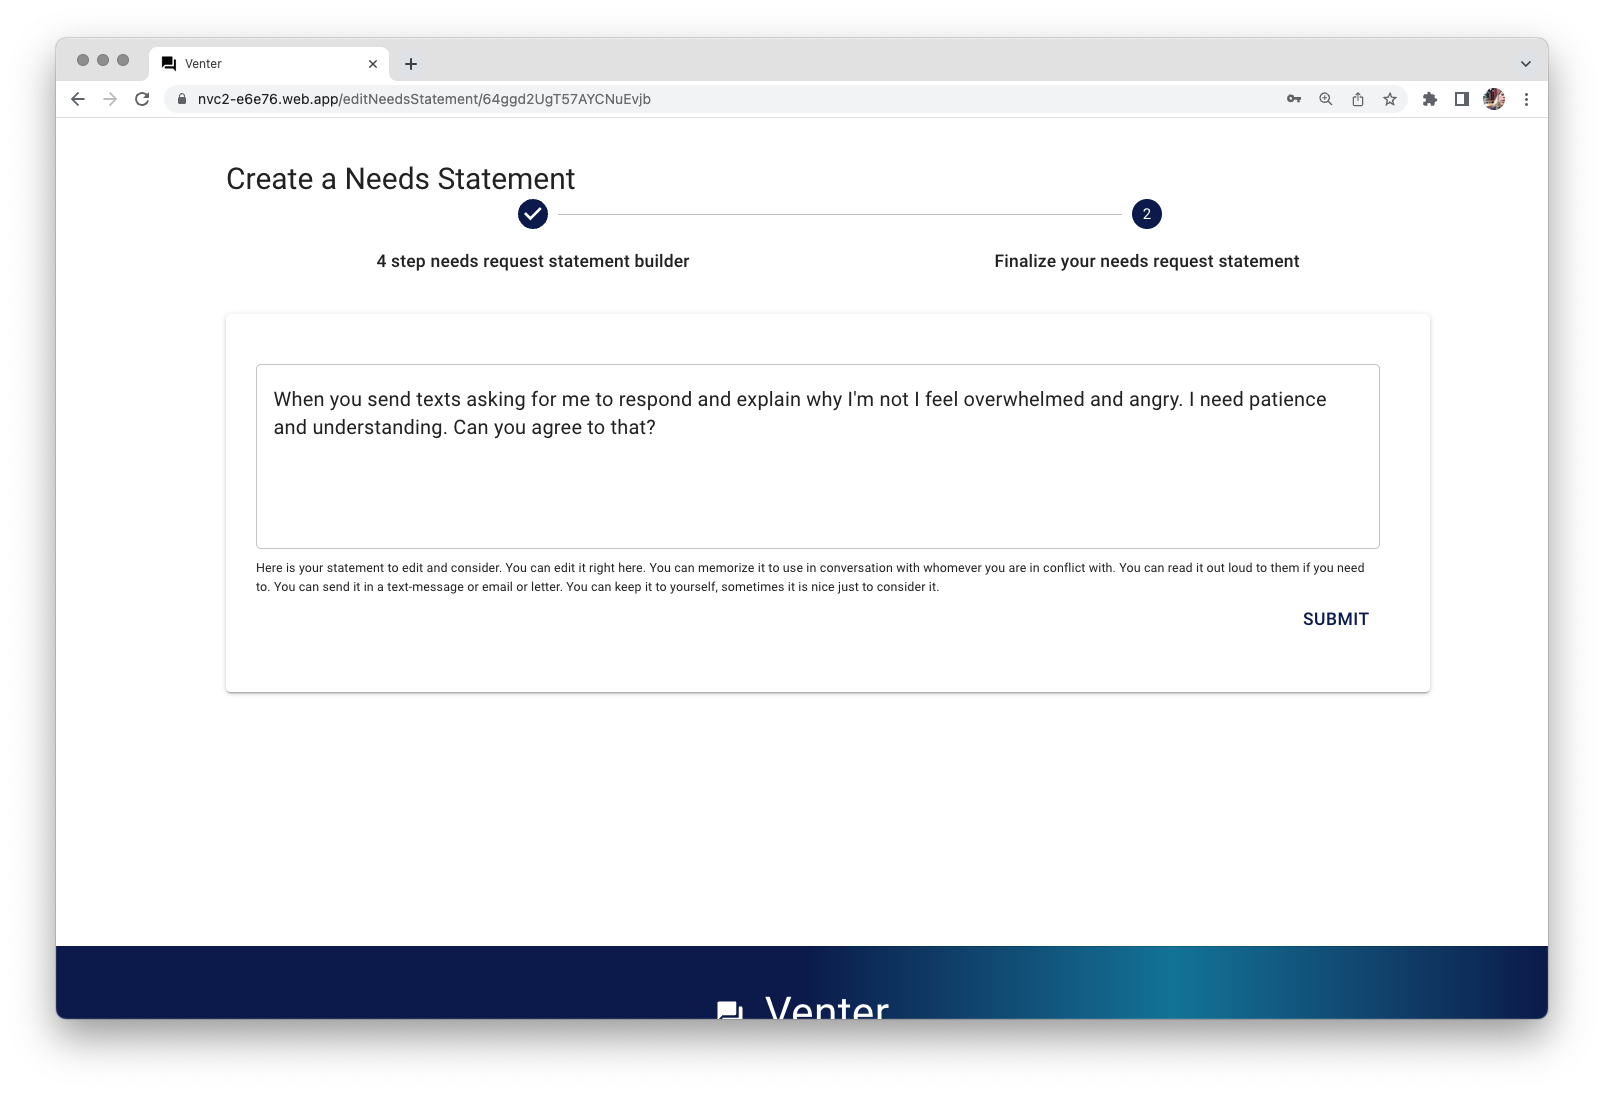 Venter
nvc2-e6e76.web.app/editNeedsStatement/64ggd2UgT57AYCNuEvjb
Create a Needs Statement
2
4 step needs request statement builder
Finalize your needs request statement
When you send texts asking for me to respond and explain why I'm not I feel overwhelmed and angry. I need patience
and understanding. Can you agree to that?
Here is your statement to edit and consider. You can edit it right here. You can memorize it to use in conversation with whomever you are in conflict with. You can read it out loud to them if you need
to. You can send it in a text-message or email or letter. You can keep it to yourself, sometimes it is nice just to consider it.
SUBMIT
Venter